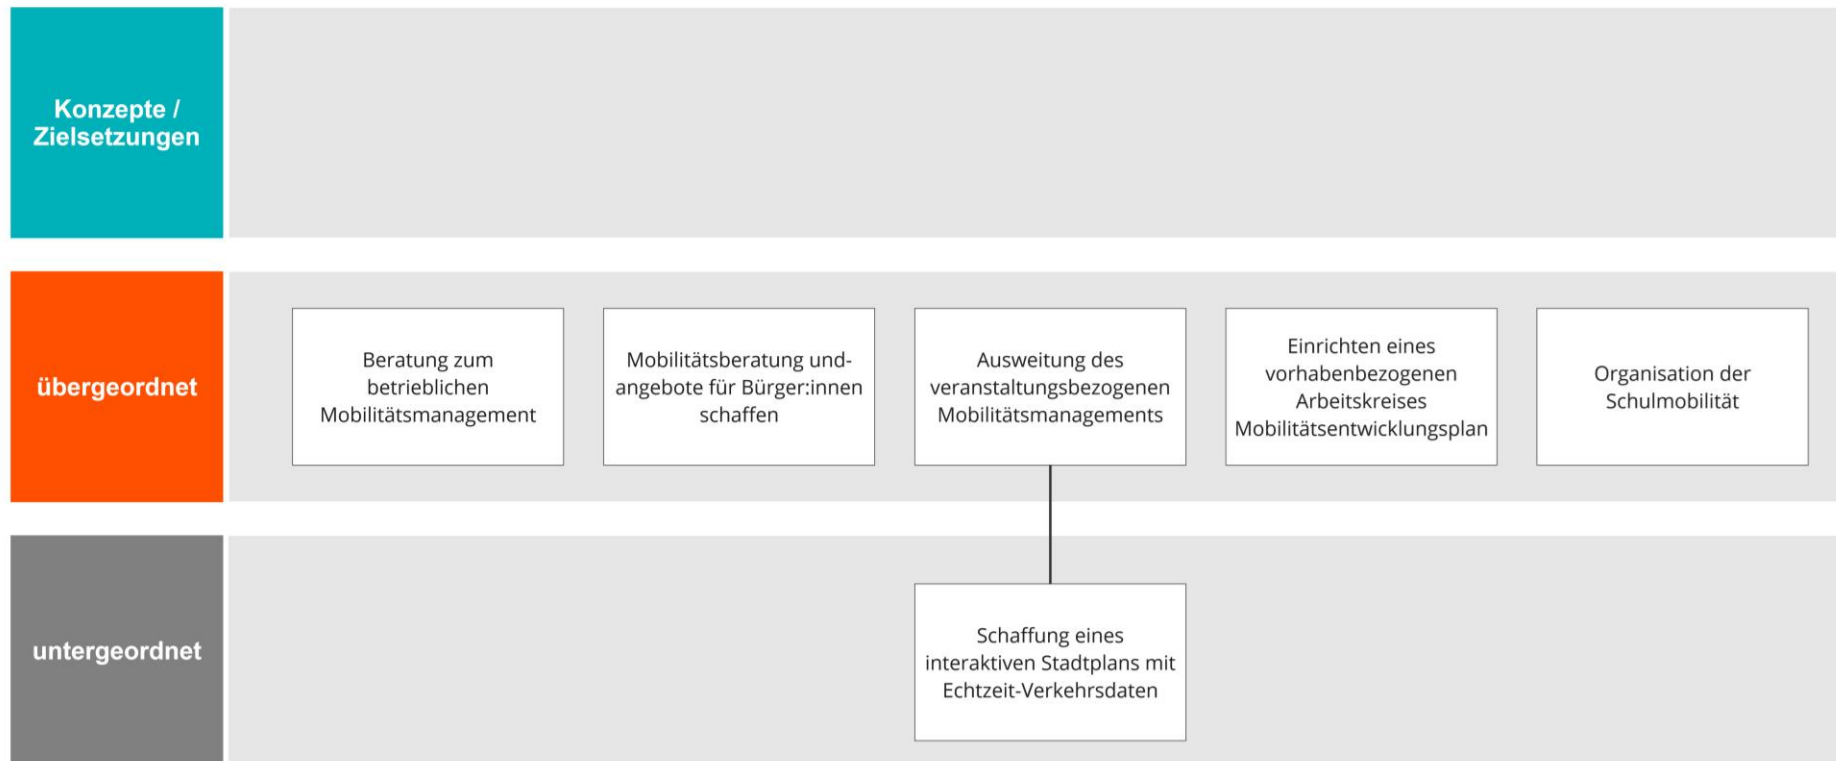 Konzepte /
Zielsetzungen
übergeordnet
Beratung zum
betrieblichen
Mobilitätsmanagement
Mobilitätsberatung und-
angebote für Bürger:innen
schaffen
Ausweitung des
veranstaltungsbezogenen
Mobilitätsmanagements
Einrichten eines
vorhabenbezogenen
Arbeitskreises
Mobilitätsentwicklungsplan
Organisation der
Schulmobilität
untergeordnet
Schaffung eines
interaktiven Stadtplans mit
Echtzeit-Verkehrsdaten